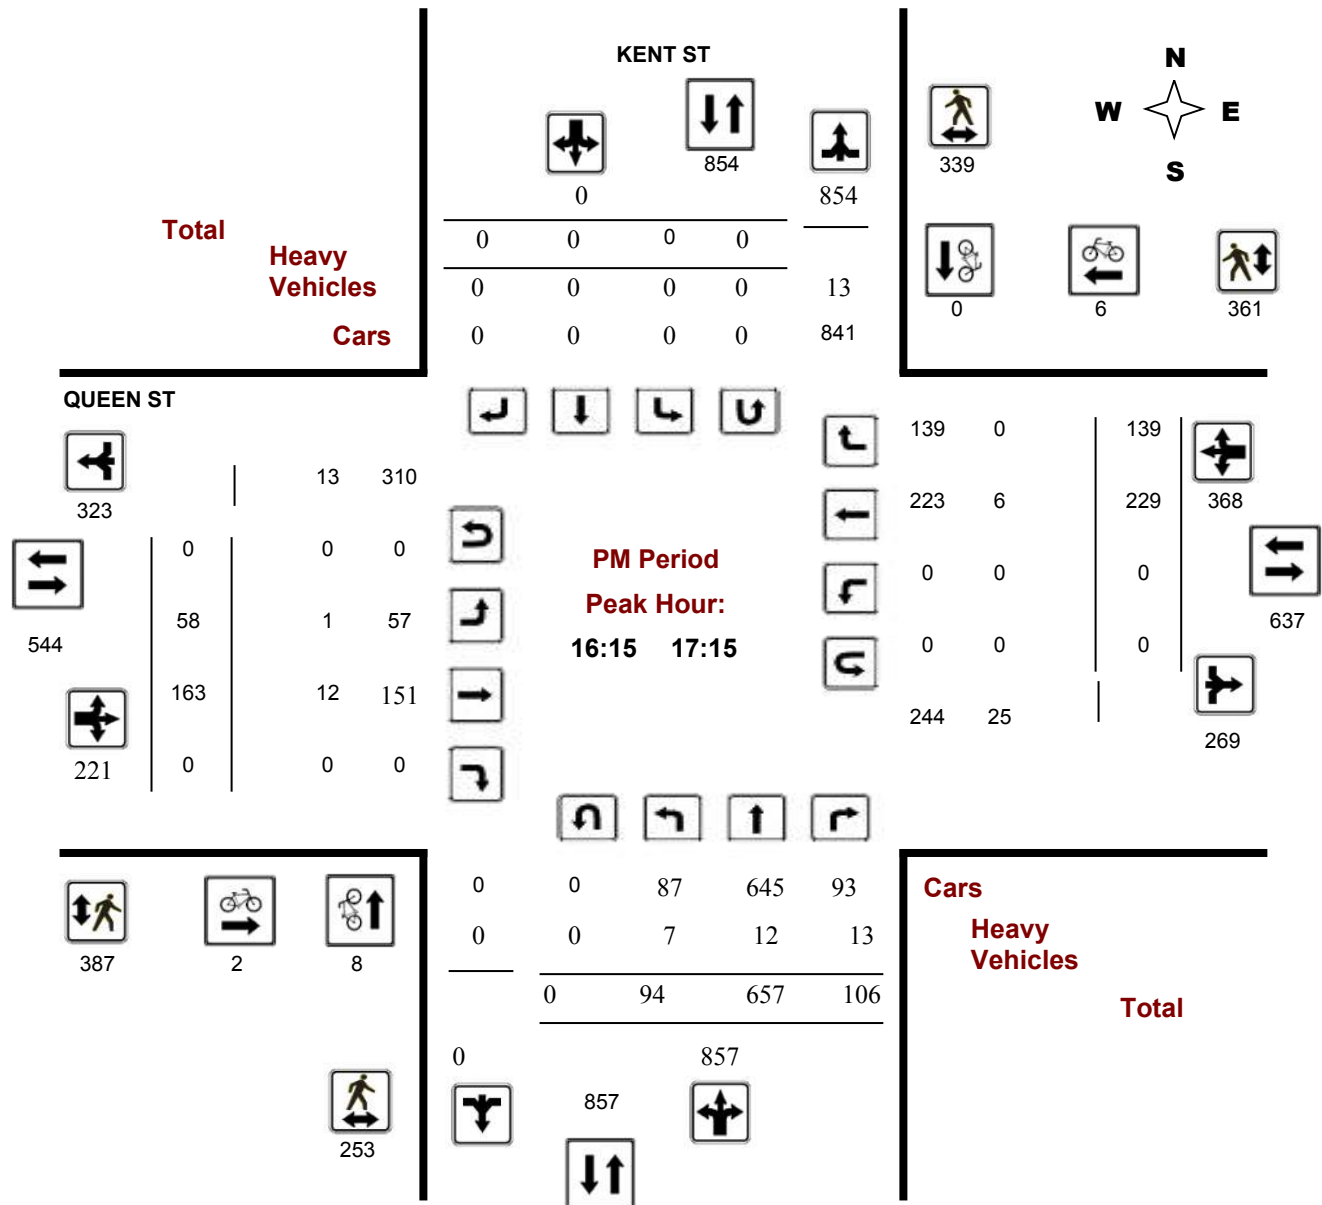 KENT ST
N
W E
S
854
339
0 854
Total 0 0 0 0
Heavy
Vehicles 0 0 0 0 13
Cars 0 0 0 0 841
0 6 361
QUEEN ST
139 0 139
13 310
323
223 6 229 368
0 0 0
PM Period
0 0 0
58 1 57
Peak Hour:
544
16:15 17:15
637
0 0 0
163 12 151
244 25
269
221 0 0 0
0 0 87 645 93 Cars
0 0 7 12 13 Heavy
Vehicles
387 2 8
0 94 657 106 Total
0 857
857
253